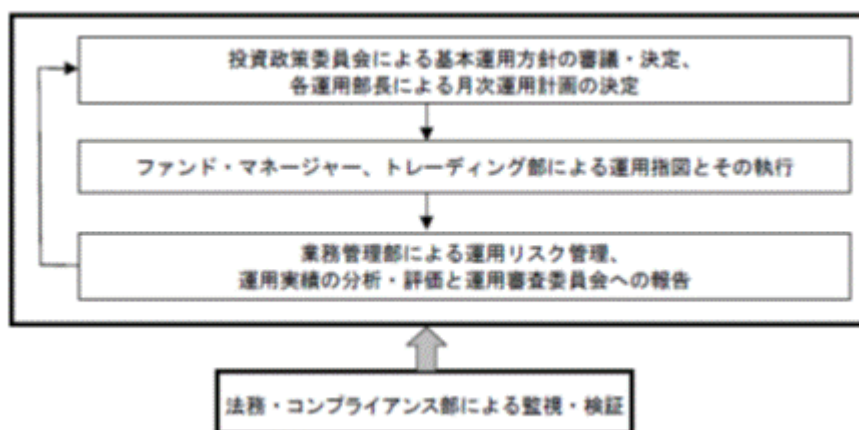 投資政策委員会による基本運用方針の審議・決定、
各運用部長による月次運用計画の決定
ファンド・マネージャー、トレーディング部による運用指図とその執行
業務管理部による運用リスク管理、
運用実績の分析・評価と運用審査委員会への報告
法務・コンプライアンス部による監視・検証